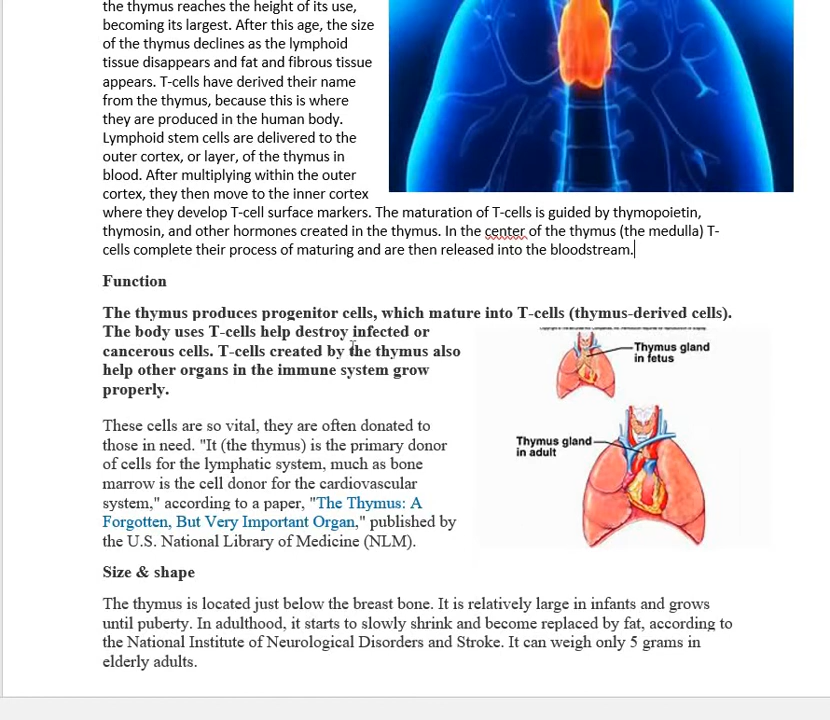 the thymus reaches the height of its use,
becoming its largest. After this age, the size
of the thymus declines as the lymphoid
tissue disappears and fat and fibrous tissue
appears. T-cells have derived their name
from the thymus, because this is where
they are produced in the human body.
Lymphoid stem cells are delivered to the
outer cortex, or layer, of the thymus in
blood. After multiplying within the outer
cortex, they then move to the inner cortex
where they develop T-cell surface markers. The maturation of T-cells is guided by thymopoietin,
thymosin, and other hormones created in the thymus. In the center of the thymus (the medulla) T-
cells complete their process of maturing and are then released into the bloodstream.
Function
The thymus produces progenitor cells, which mature into T-cells (thymus-derived cells).
The body uses T-cells help destroy infected or
cancerous cells. T-cells created by the thymus also
help other organs in the immune system grow
properly.
Thymus gland
in fetus
Thymus gland
in adult
These cells are so vital, they are often donated to
those in need. "It (the thymus) is the primary donor
of cells for the lymphatic system, much as bone
marrow is the cell donor for the cardiovascular
system," according to a paper, "The Thymus: A
Forgotten, But Very Important Organ," published by
the U.S. National Library of Medicine (NLM).
Size & shape
The thymus is located just below the breast bone. It is relatively large in infants and grows
until puberty. In adulthood, it starts to slowly shrink and become replaced by fat, according to
the National Institute of Neurological Disorders and Stroke. It can weigh only 5 grams in
elderly adults.